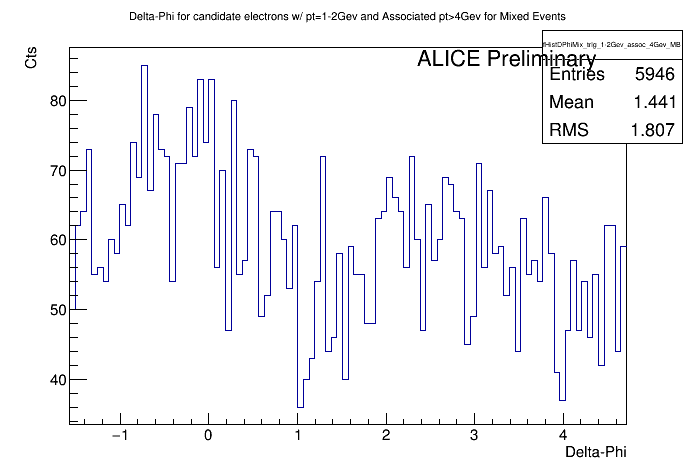 Delta-Phi for candidate electrons w/ pt=1-2Gev and Associated pt>4Gev for Mixed Events
Cts
ALICE Preliminary
fHistDPhiMix_trig_1-2Gev_assoc_4Gev_MB
Entries 5946
Mean 1.441
RMS 1.807
80
70
60
50
40
−1 0 1 2 3 4
Delta-Phi